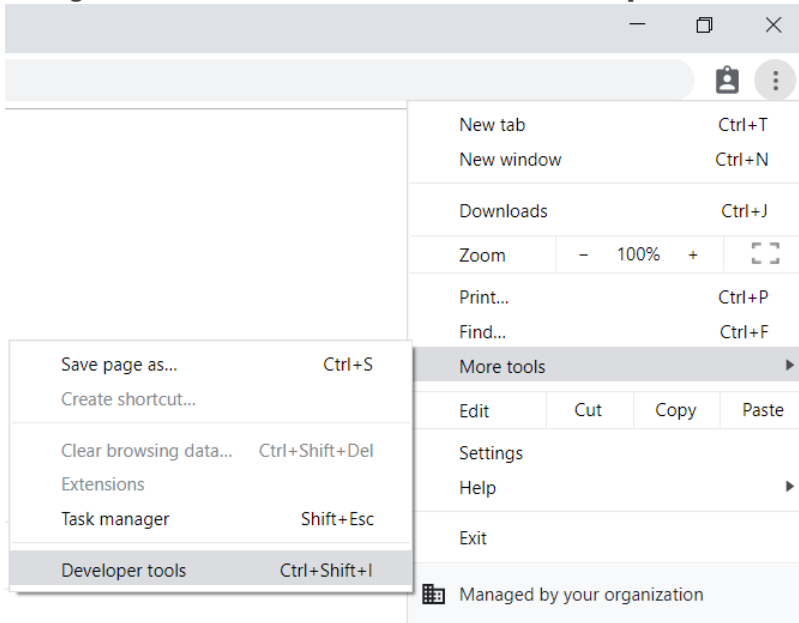 New tab Ctrl+T
New window Ctrl+N
Downloads Ctrl+J
Zoom - 100% +
Print... Ctrl+P
Find... Ctrl+F
More tools
Edit Cut Copy Paste
Settings
Help
Exit
Managed by your organization
Save page as... Ctrl+S
Create shortcut...
Clear browsing data... Ctrl+Shift+Del
Extensions
Task manager Shift+Esc
Developer tools Ctrl+Shift+I